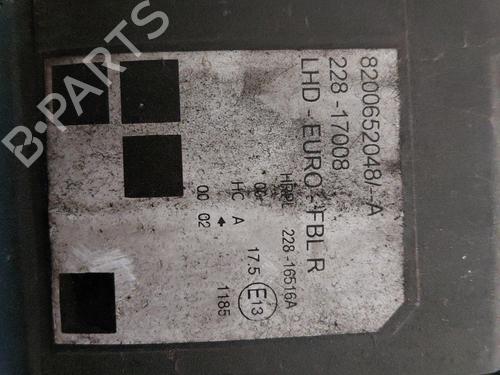 8200652048/--A
228 -17008
LHD - EURO - FBL R
HRPL 228 -16516A
00
HC A 17.5 E13
00 02 1185
B-PARTS